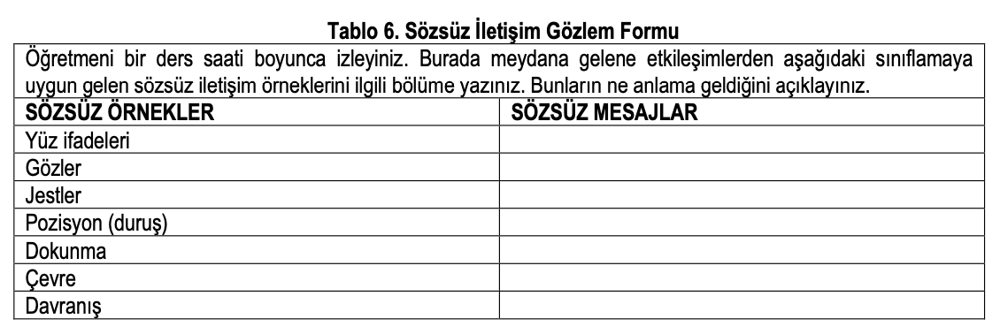 Tablo 6. Sözsüz İletişim Gözlem Formu
Öğretmeni bir ders saati boyunca izleyiniz. Burada meydana gelene etkileşimlerden aşağıdaki sınıflamaya
uygun gelen sözsüz iletişim örneklerini ilgili bölüme yazınız. Bunların ne anlama geldiğini açıklayınız.
SÖZSÜZ ÖRNEKLER SÖZSÜZ MESAJLAR
Yüz ifadeleri
Gözler
Jestler
Pozisyon (duruş)
Dokunma
Çevre
Davranış